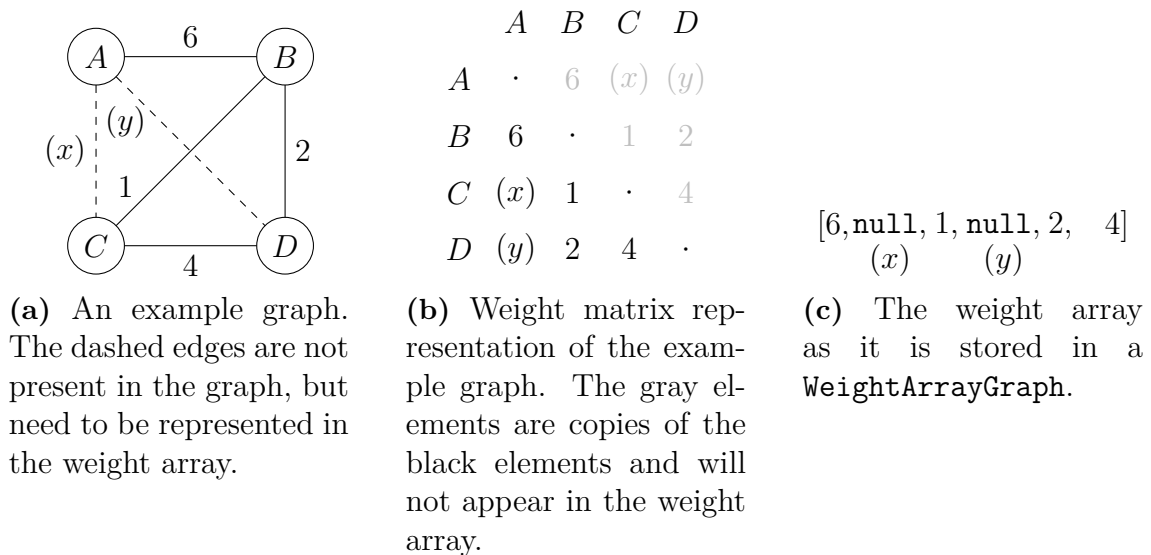 A 6 B
(x) (y) 1 2
C 4 D
(a) An example graph.
The dashed edges are not
present in the graph, but
need to be represented in
the weight array.
A B C D
A · 6 (x) (y)
B 6 · 1 2
C (x) 1 · 4
D (y) 2 4 ·
(b) Weight matrix rep-
resentation of the exam-
ple graph. The gray el-
ements are copies of the
black elements and will
not appear in the weight
array.
[6,null, 1, null, 2, 4]
(x) (y)
(c) The weight array
as it is stored in a
WeightArrayGraph.